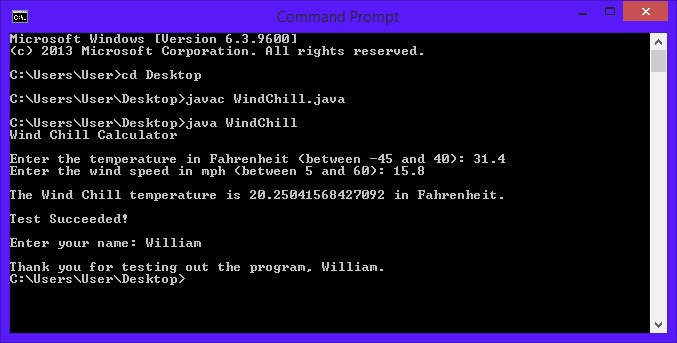 Command Prompt
Microsoft Windows [Version 6.3.9600]
(c) 2013 Microsoft Corporation. All rights reserved.
C:\Users\User>cd Desktop
C:\Users\User\Desktop>javac WindChill.java
C:\Users\User\Desktop>java WindChill
Wind Chill Calculator
Enter the temperature in Fahrenheit (between -45 and 40): 31.4
Enter the wind speed in mph (between 5 and 60): 15.8
The Wind Chill temperature is 20.25041568427092 in Fahrenheit.
Test Succeeded!
Enter your name: William
Thank you for testing out the program, William.
C:\Users\User\Desktop>